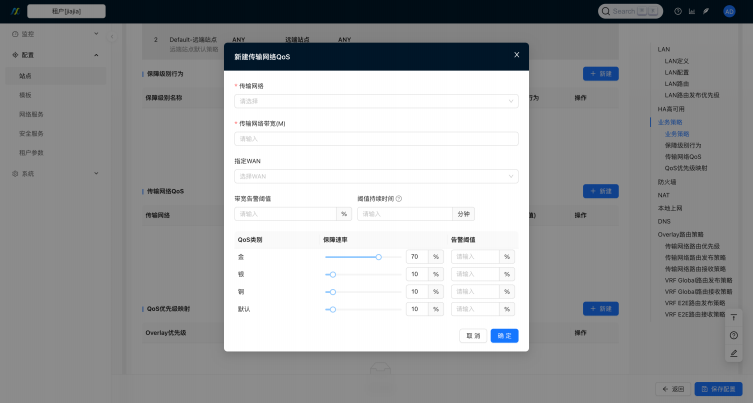 租户[jiajia]
Search
AD
监控
配置
站点
模板
网络服务
安全服务
租户参数
系统
2 Default-远端站点 ANY 远端站点 ANY
远端站点默认策略
保障级别行为
+ 新建
保障级别名称
行为
操作
传输网络QoS
+ 新建
传输网络
操作
QoS优先级映射
+ 新建
Overlay优先级
操作
新建传输网络QoS
* 传输网络
请选择
* 传输网络带宽(M)
请输入
指定WAN
选择WAN
带宽告警阈值
阈值持续时间
请输入 %
请输入 分钟
QoS类别 保障速率 告警阈值
金 70 % 请输入 %
银 10 % 请输入 %
铜 10 % 请输入 %
默认 10 % 请输入 %
取 消
确 定
LAN
LAN定义
LAN配置
LAN路由
LAN路由发布优先级
HA高可用
业务策略
业务策略
保障级别行为
传输网络QoS
QoS优先级映射
防火墙
NAT
本地上网
DNS
Overlay路由策略
传输网络路由优先级
传输网络路由发布策略
传输网络路由接收策略
VRF Global路由发布策略
VRF Global路由接收策略
VRF E2E路由发布策略
VRF E2E路由接收策略
返回
保存配置